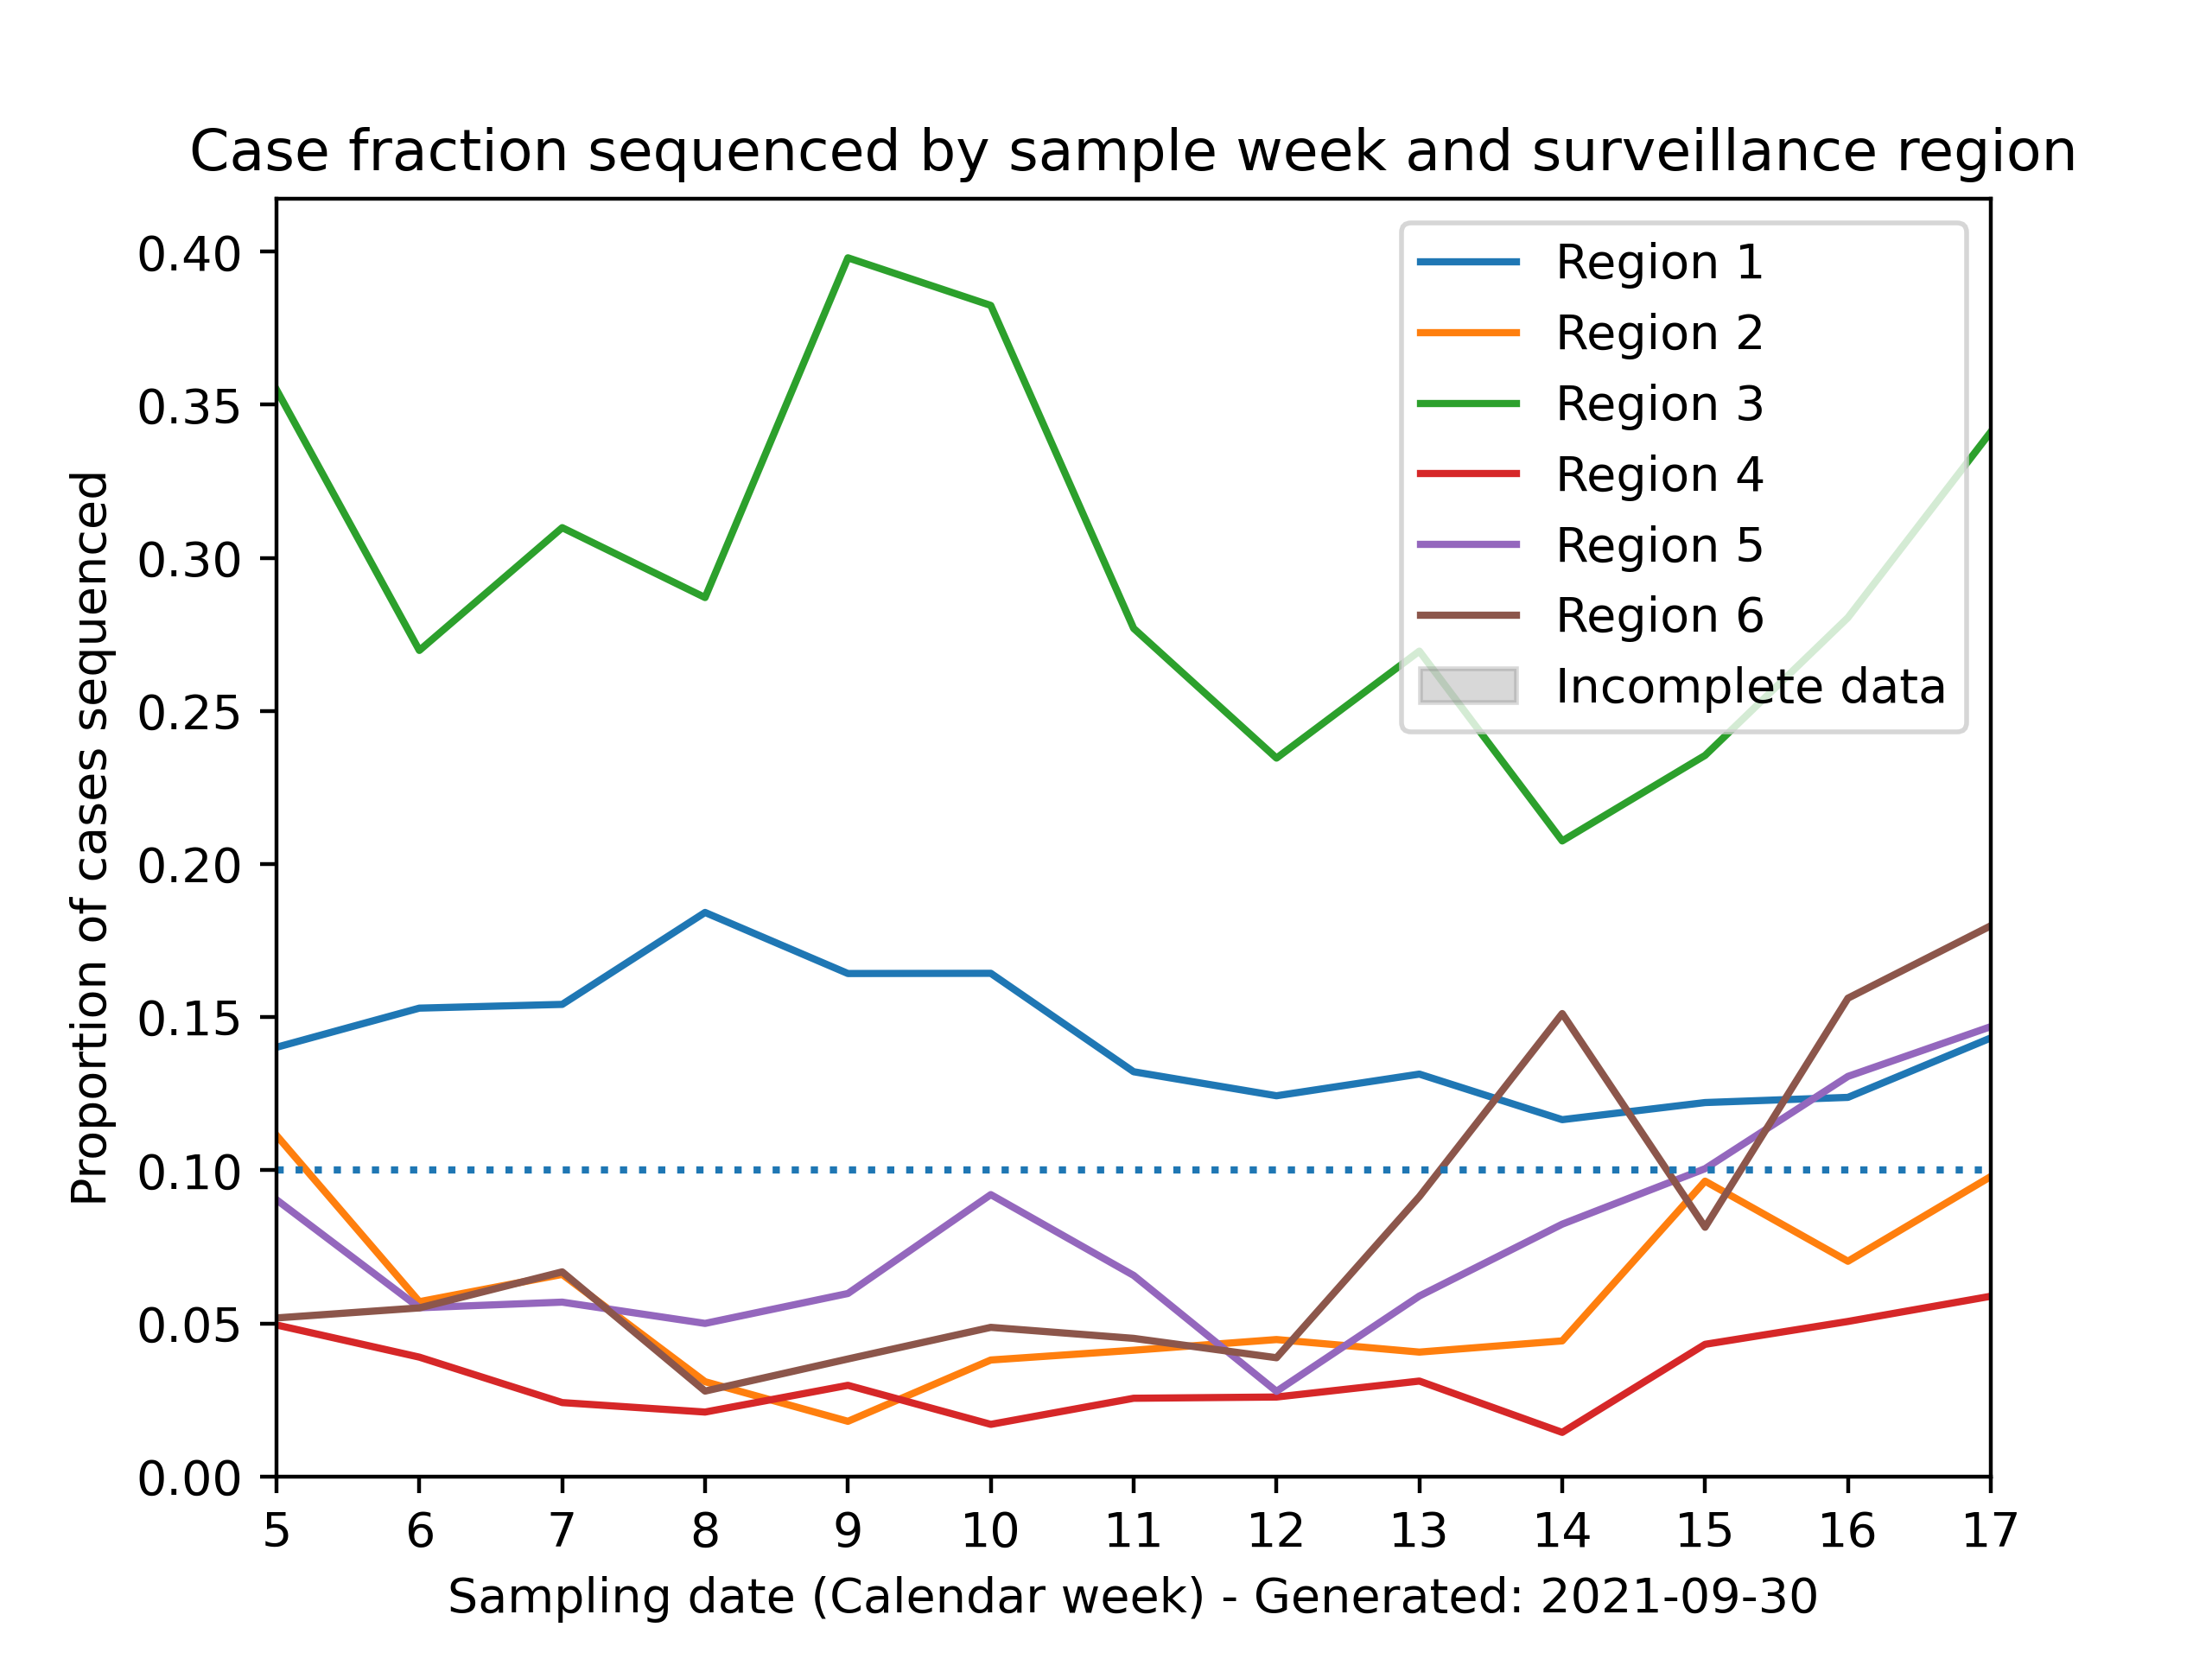 Case fraction sequenced by sample week and surveillance region
0.40
0.35
0.30
0.25
0.20
0.15
0.10
0.05
0.00
Proportion of cases sequenced
Region 1
Region 2
Region 3
Region 4
Region 5
Region 6
Incomplete data
5 6 7 8 9 10 11 12 13 14 15 16 17
Sampling date (Calendar week) - Generated: 2021-09-30